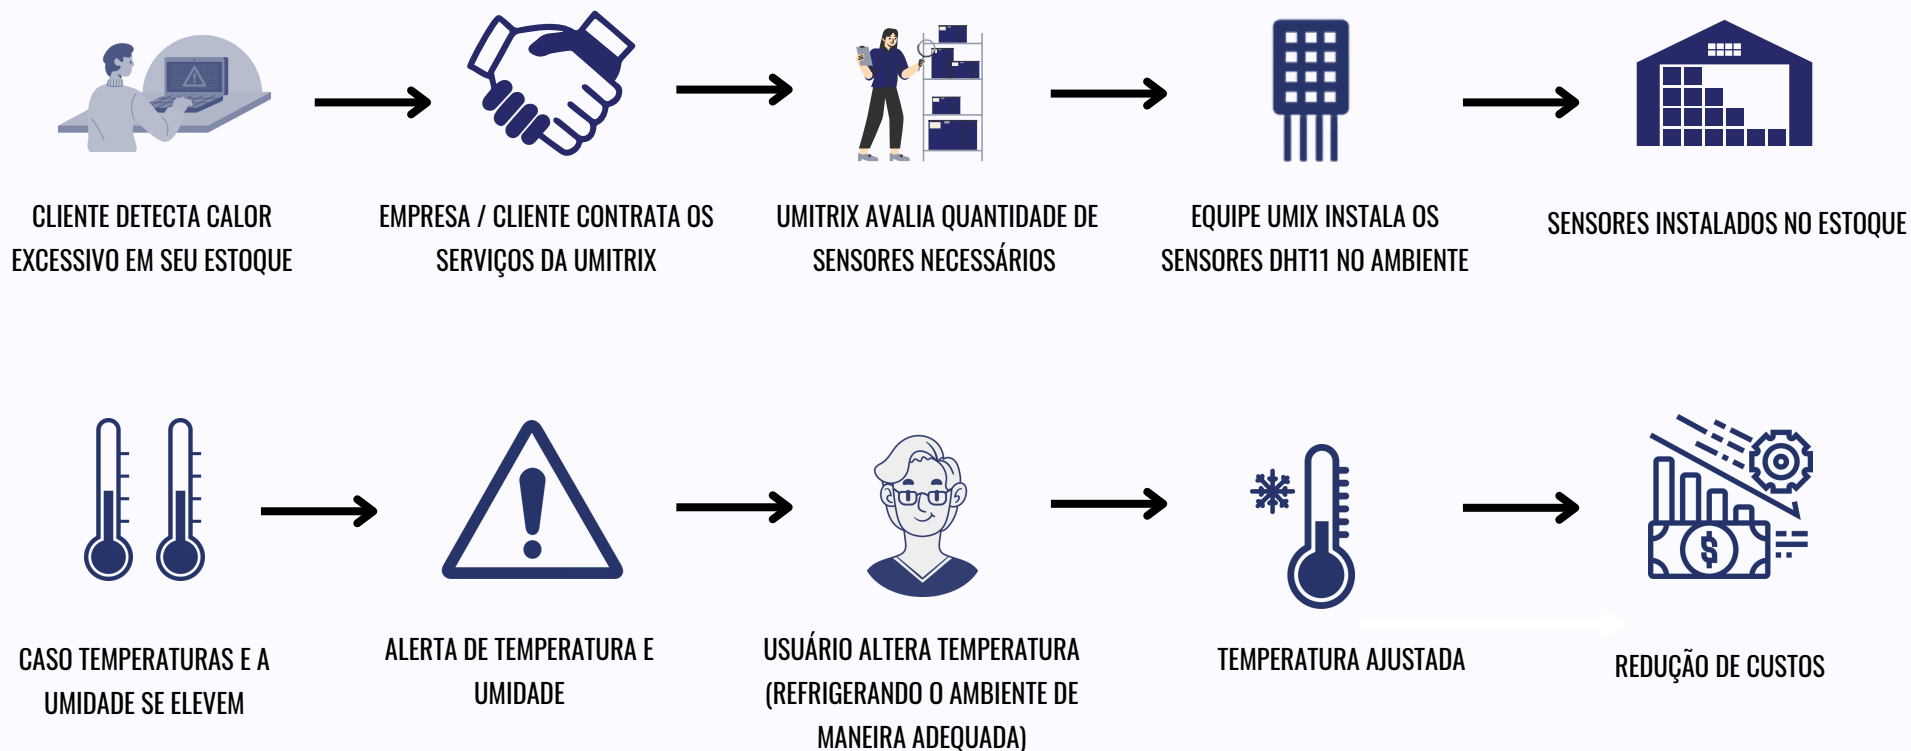 CLIENTE DETECTA CALOR
EXCESSIVO EM SEU ESTOQUE
EMPRESA / CLIENTE CONTRATA OS
SERVIÇOS DA UMITRIX
UMITRIX AVALIA QUANTIDADE DE
SENSORES NECESSÁRIOS
EQUIPE UMIX INSTALA OS
SENSORES DHT11 NO AMBIENTE
SENSORES INSTALADOS NO ESTOQUE
CASO TEMPERATURAS E A
UMIDADE SE ELEVEM
ALERTA DE TEMPERATURA E
UMIDADE
USUÁRIO ALTERA TEMPERATURA
(REFRIGERANDO O AMBIENTE DE
MANEIRA ADEQUADA)
TEMPERATURA AJUSTADA
REDUÇÃO DE CUSTOS